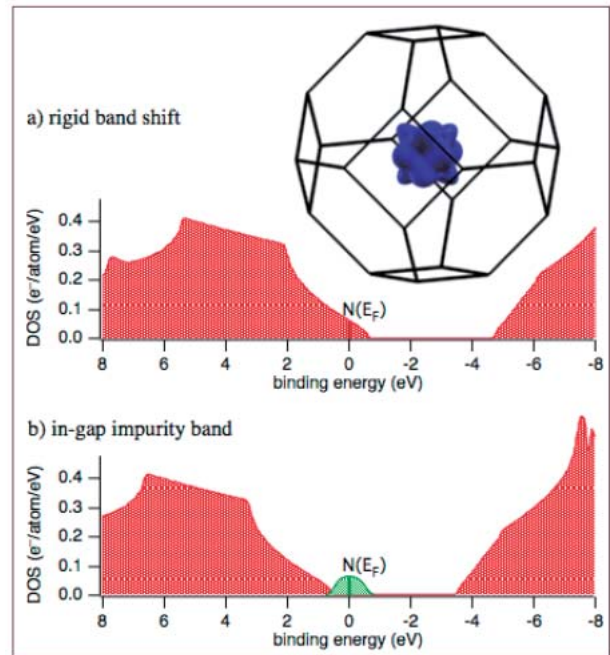 a) rigid band shift
DOS (e⁻/atom/eV)
0.4
0.3
0.2
0.1
0.0
N(E_F)
8 6 4 2 0 -2 -4 -6 -8
binding energy (eV)
b) in-gap impurity band
DOS (e⁻/atom/eV)
0.4
0.3
0.2
0.1
0.0
N(E_F)
8 6 4 2 0 -2 -4 -6 -8
binding energy (eV)